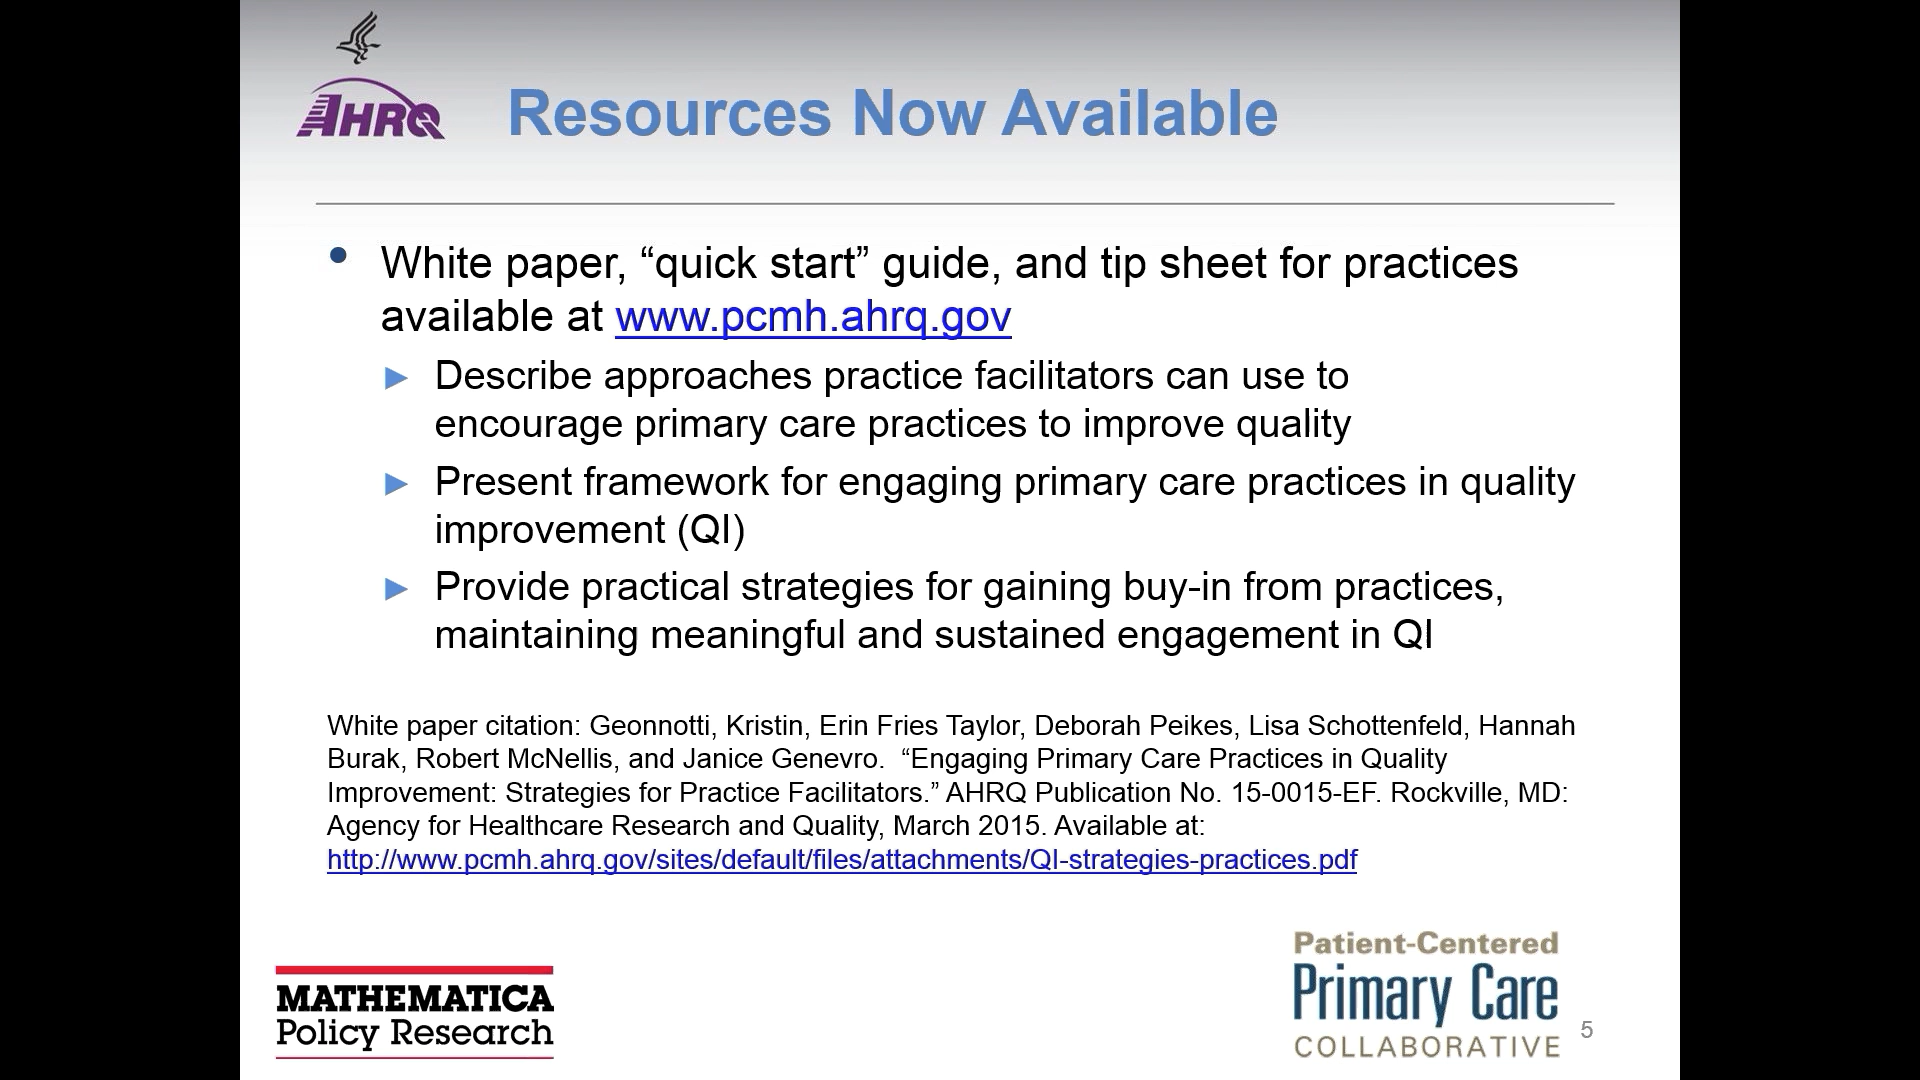 AHRQ
Resources Now Available
• White paper, “quick start” guide, and tip sheet for practices
available at www.pcmh.ahrq.gov
► Describe approaches practice facilitators can use to
encourage primary care practices to improve quality
► Present framework for engaging primary care practices in quality
improvement (QI)
► Provide practical strategies for gaining buy-in from practices,
maintaining meaningful and sustained engagement in QI
White paper citation: Geonnotti, Kristin, Erin Fries Taylor, Deborah Peikes, Lisa Schottenfeld, Hannah
Burak, Robert McNellis, and Janice Genevro.  “Engaging Primary Care Practices in Quality
Improvement: Strategies for Practice Facilitators.” AHRQ Publication No. 15-0015-EF. Rockville, MD:
Agency for Healthcare Research and Quality, March 2015. Available at:
http://www.pcmh.ahrq.gov/sites/default/files/attachments/QI-strategies-practices.pdf
MATHEMATICA
Policy Research
Patient-Centered
Primary Care
COLLABORATIVE
5